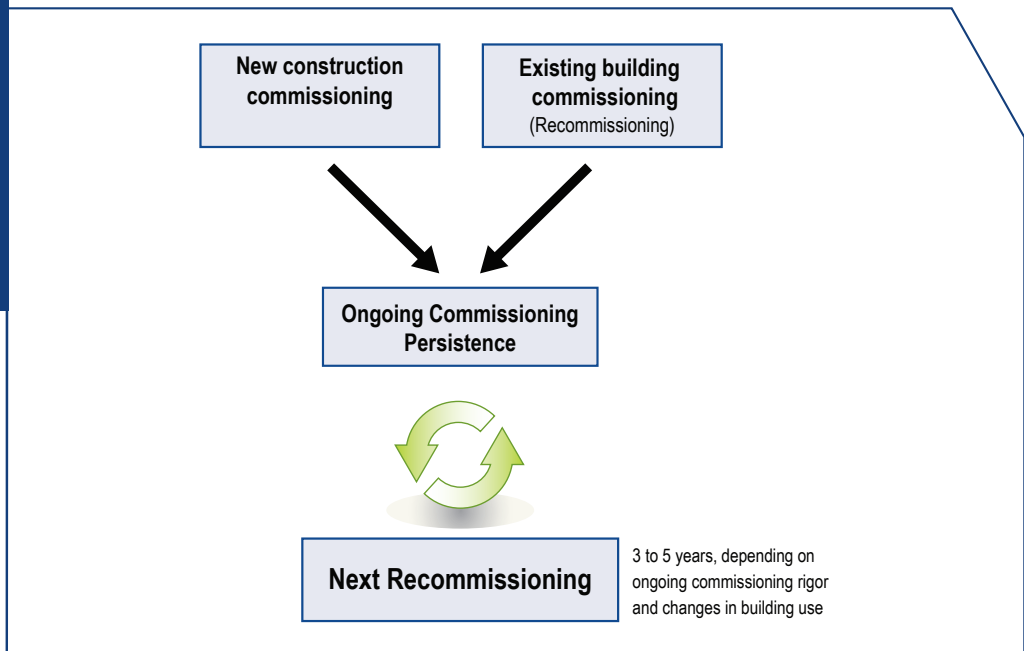 New construction
commissioning
Existing building
commissioning
(Recommissioning)
Ongoing Commissioning
Persistence
Next Recommissioning
3 to 5 years, depending on
ongoing commissioning rigor
and changes in building use